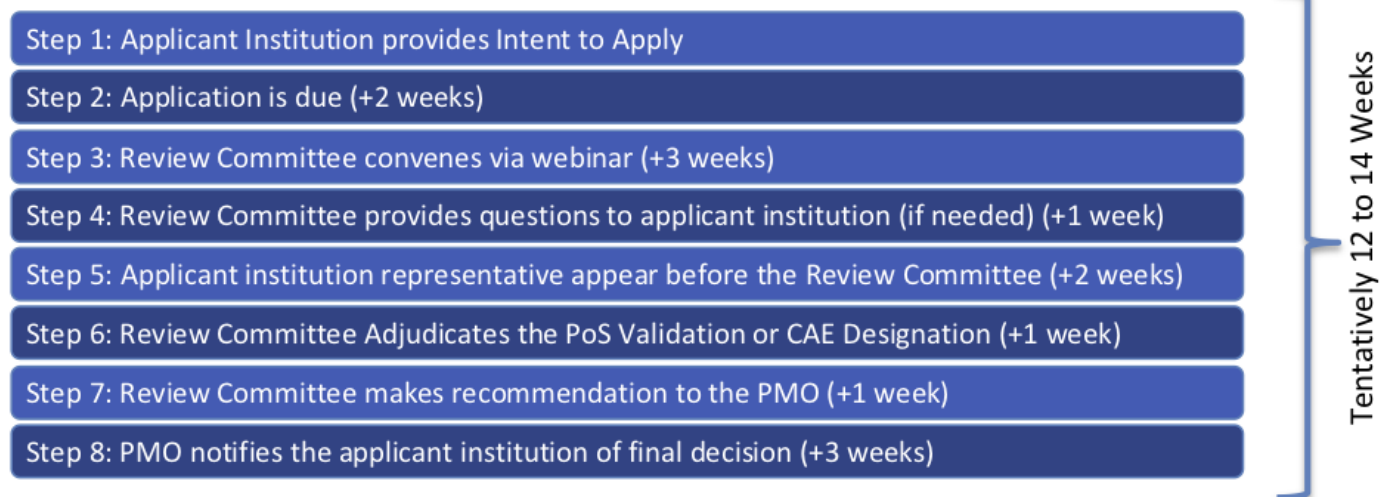 Step 1: Applicant Institution provides Intent to Apply
Step 2: Application is due (+2 weeks)
Step 3: Review Committee convenes via webinar (+3 weeks)
Step 4: Review Committee provides questions to applicant institution (if needed) (+1 week)
Step 5: Applicant institution representative appear before the Review Committee (+2 weeks)
Step 6: Review Committee Adjudicates the PoS Validation or CAE Designation (+1 week)
Step 7: Review Committee makes recommendation to the PMO (+1 week)
Step 8: PMO notifies the applicant institution of final decision (+3 weeks)
Tentatively 12 to 14 Weeks